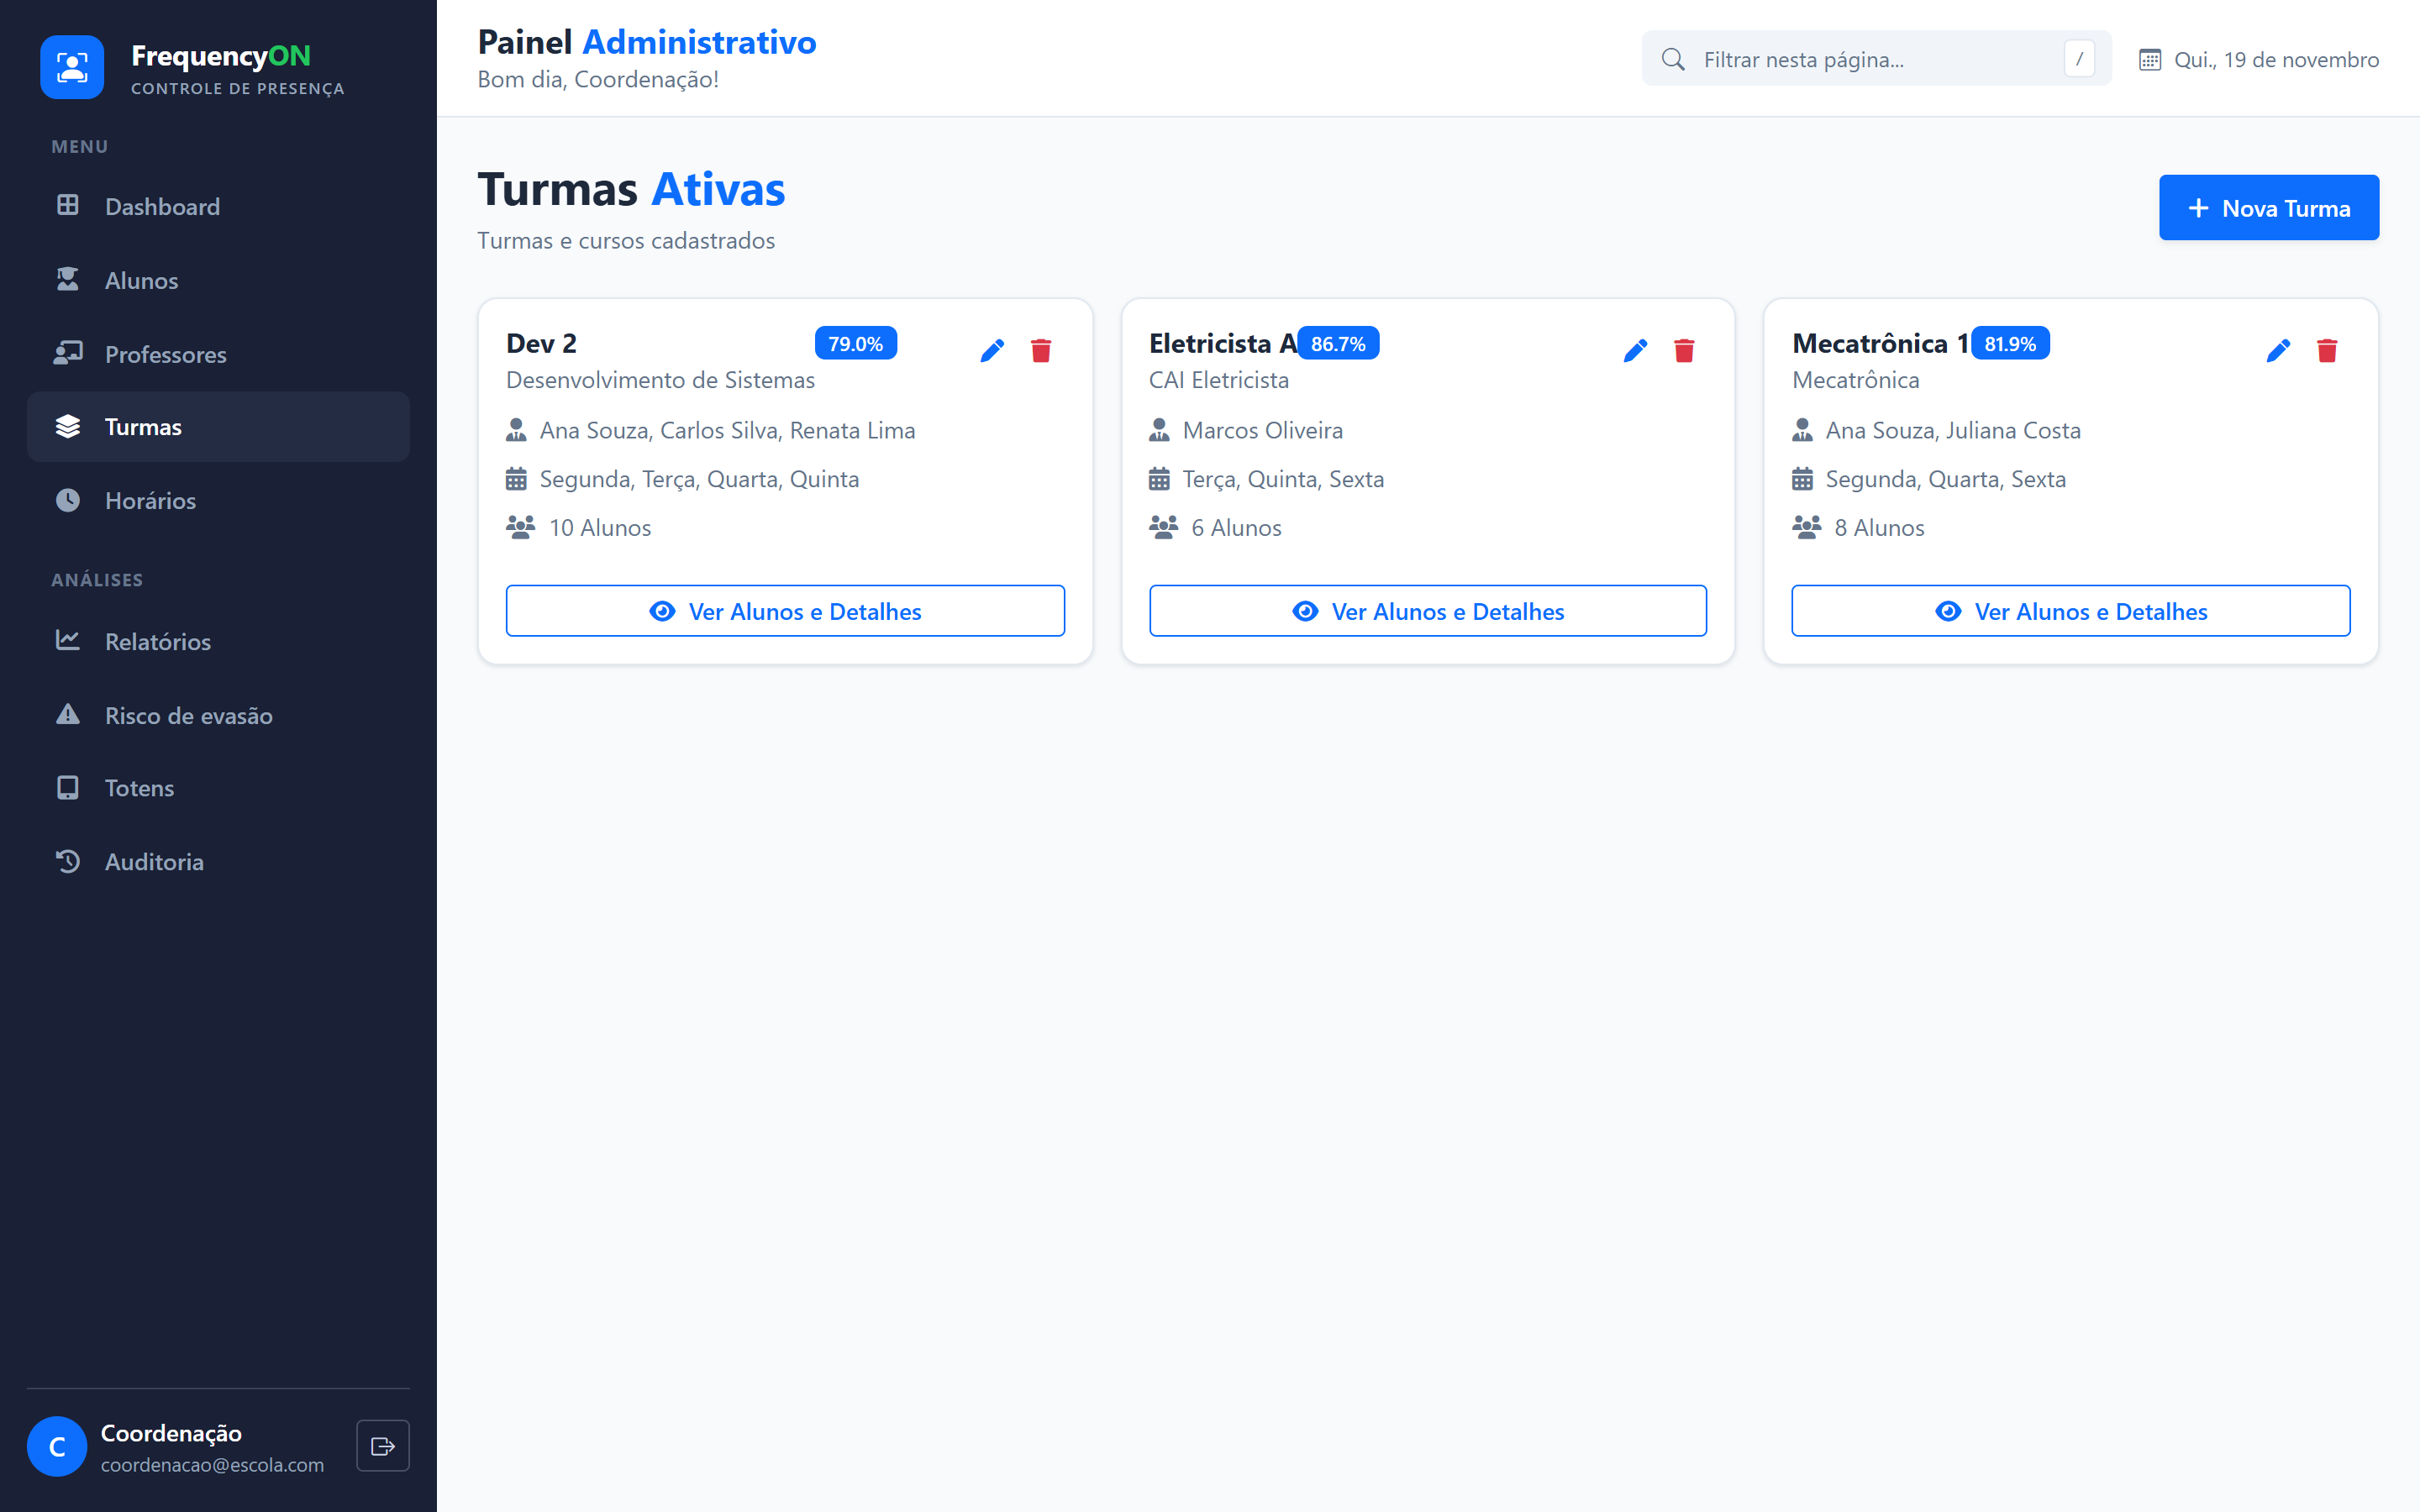 FrequencyON
CONTROLE DE PRESENÇA
MENU
Dashboard
Alunos
Professores
Turmas
Horários
ANÁLISES
Relatórios
Risco de evasão
Totens
Auditoria
C
Coordenação
coordenacao@escola.com
Painel Administrativo
Bom dia, Coordenação!
Filtrar nesta página...
/
Qui., 19 de novembro
Turmas Ativas
Turmas e cursos cadastrados
Nova Turma
Dev 2
79.0%
Desenvolvimento de Sistemas
Ana Souza, Carlos Silva, Renata Lima
Segunda, Terça, Quarta, Quinta
10 Alunos
Ver Alunos e Detalhes
Eletricista A
86.7%
CAI Eletricista
Marcos Oliveira
Terça, Quinta, Sexta
6 Alunos
Ver Alunos e Detalhes
Mecatrônica 1
81.9%
Mecatrônica
Ana Souza, Juliana Costa
Segunda, Quarta, Sexta
8 Alunos
Ver Alunos e Detalhes